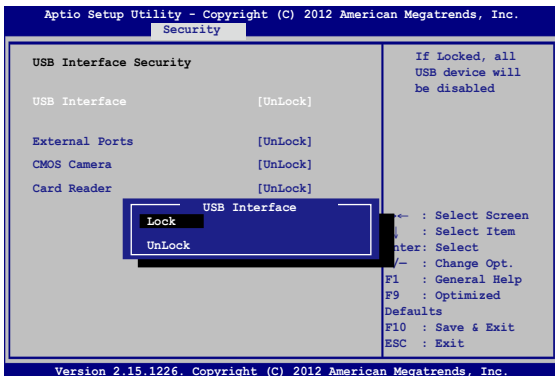 Aptio Setup Utility - Copyright (C) 2012 American Megatrends, Inc.
Security
USB Interface Security
USB Interface [UnLock]
External Ports [UnLock]
CMOS Camera [UnLock]
Card Reader [UnLock]
USB Interface
Lock
UnLock
If Locked, all
USB device will
be disabled
← : Select Screen
↓ : Select Item
nter: Select
/— : Change Opt.
F1 : General Help
F9 : Optimized
Defaults
F10 : Save & Exit
ESC : Exit
Version 2.15.1226. Copyright (C) 2012 American Megatrends, Inc.